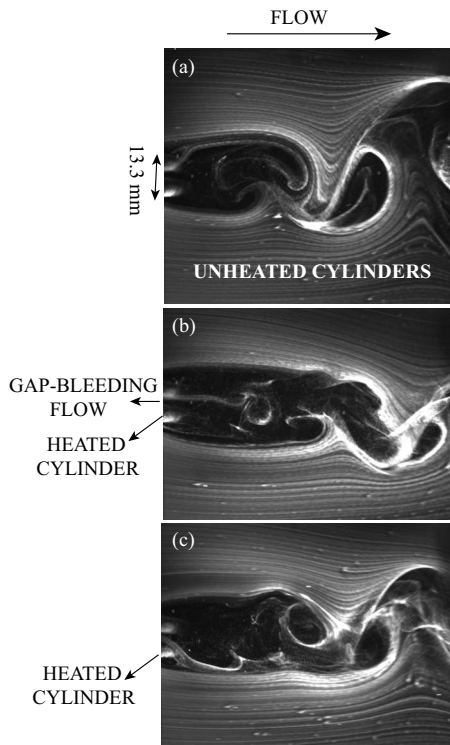 FLOW
(a)
13.3 mm
UNHEATED CYLINDERS
(b)
GAP-BLEEDING
FLOW
HEATED
CYLINDER
(c)
HEATED
CYLINDER